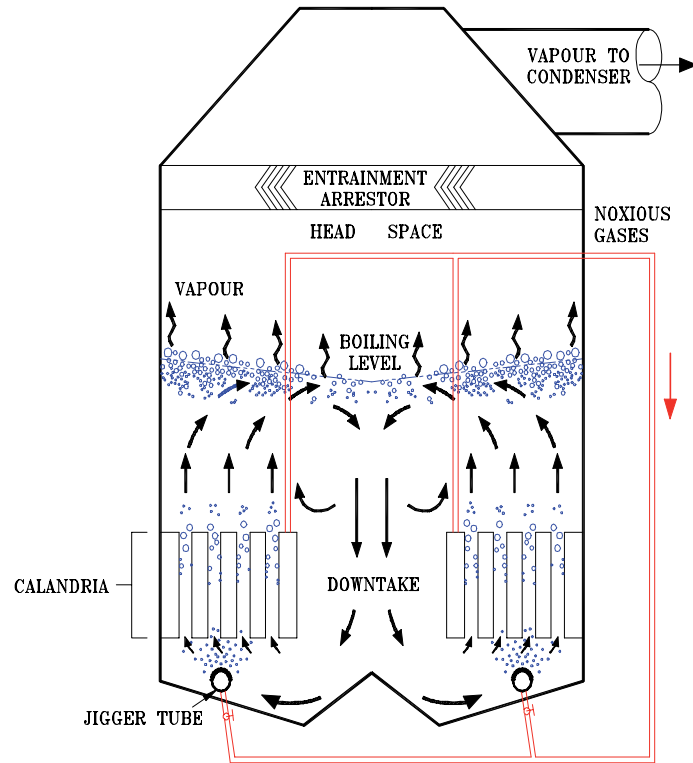 VAPOUR TO
CONDENSER
ENTRAINMENT
ARRESTOR
NOXIOUS
GASES
HEAD SPACE
VAPOUR
BOILING
LEVEL
CALANDRIA
DOWNTAKE
JIGGER TUBE